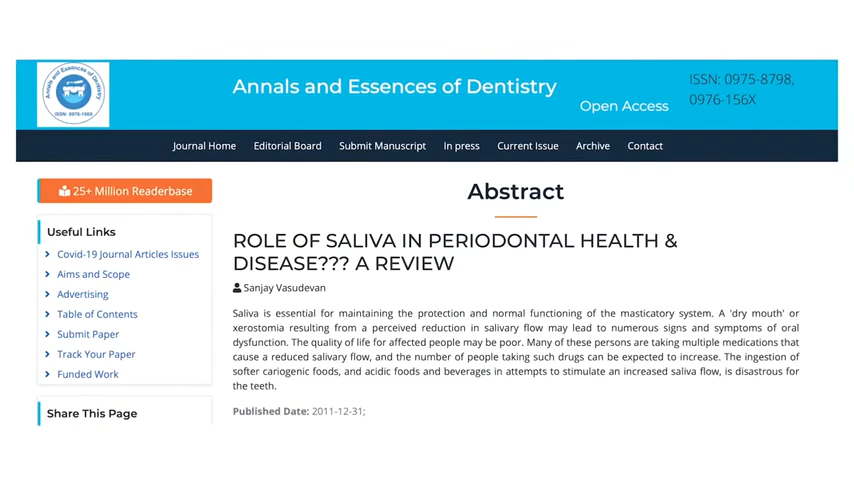 Annals and Essences of Dentistry
ISSN: 0976-156X
Annals and Essences of Dentistry
Open Access
ISSN: 0975-8798,
0976-156X
Journal Home Editorial Board Submit Manuscript In press Current Issue Archive Contact
25+ Million Readerbase
Useful Links
Covid-19 Journal Articles Issues
Aims and Scope
Advertising
Table of Contents
Submit Paper
Track Your Paper
Funded Work
Share This Page
Abstract
ROLE OF SALIVA IN PERIODONTAL HEALTH &
DISEASE??? A REVIEW
Sanjay Vasudevan
Saliva is essential for maintaining the protection and normal functioning of the masticatory system. A 'dry mouth' or
xerostomia resulting from a perceived reduction in salivary flow may lead to numerous signs and symptoms of oral
dysfunction. The quality of life for affected people may be poor. Many of these persons are taking multiple medications that
cause a reduced salivary flow, and the number of people taking such drugs can be expected to increase. The ingestion of
softer cariogenic foods, and acidic foods and beverages in attempts to stimulate an increased saliva flow, is disastrous for
the teeth.
Published Date: 2011-12-31;